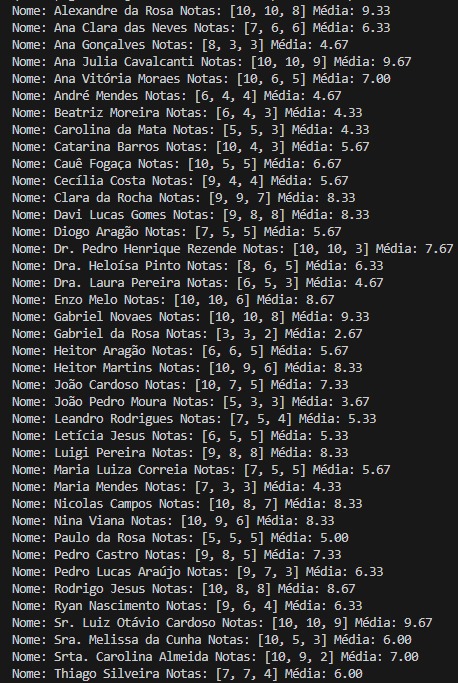 Nome: Alexandre da Rosa Notas: [10, 10, 8] Média: 9.33
Nome: Ana Clara das Neves Notas: [7, 6, 6] Média: 6.33
Nome: Ana Gonçalves Notas: [8, 3, 3] Média: 4.67
Nome: Ana Julia Cavalcanti Notas: [10, 10, 9] Média: 9.67
Nome: Ana Vitória Moraes Notas: [10, 6, 5] Média: 7.00
Nome: André Mendes Notas: [6, 4, 4] Média: 4.67
Nome: Beatriz Moreira Notas: [6, 4, 3] Média: 4.33
Nome: Carolina da Mata Notas: [5, 5, 3] Média: 4.33
Nome: Catarina Barros Notas: [10, 4, 3] Média: 5.67
Nome: Cauê Fogaça Notas: [10, 5, 5] Média: 6.67
Nome: Cecília Costa Notas: [9, 4, 4] Média: 5.67
Nome: Clara da Rocha Notas: [9, 9, 7] Média: 8.33
Nome: Davi Lucas Gomes Notas: [9, 8, 8] Média: 8.33
Nome: Diogo Aragão Notas: [7, 5, 5] Média: 5.67
Nome: Dr. Pedro Henrique Rezende Notas: [10, 10, 3] Média: 7.67
Nome: Dra. Heloísa Pinto Notas: [8, 6, 5] Média: 6.33
Nome: Dra. Laura Pereira Notas: [6, 5, 3] Média: 4.67
Nome: Enzo Melo Notas: [10, 10, 6] Média: 8.67
Nome: Gabriel Novaes Notas: [10, 10, 8] Média: 9.33
Nome: Gabriel da Rosa Notas: [3, 3, 2] Média: 2.67
Nome: Heitor Aragão Notas: [6, 6, 5] Média: 5.67
Nome: Heitor Martins Notas: [10, 9, 6] Média: 8.33
Nome: João Cardoso Notas: [10, 7, 5] Média: 7.33
Nome: João Pedro Moura Notas: [5, 3, 3] Média: 3.67
Nome: Leandro Rodrigues Notas: [7, 5, 4] Média: 5.33
Nome: Letícia Jesus Notas: [6, 5, 5] Média: 5.33
Nome: Luigi Pereira Notas: [9, 8, 8] Média: 8.33
Nome: Maria Luiza Correia Notas: [7, 5, 5] Média: 5.67
Nome: Maria Mendes Notas: [7, 3, 3] Média: 4.33
Nome: Nicolas Campos Notas: [10, 8, 7] Média: 8.33
Nome: Nina Viana Notas: [10, 9, 6] Média: 8.33
Nome: Paulo da Rosa Notas: [5, 5, 5] Média: 5.00
Nome: Pedro Castro Notas: [9, 8, 5] Média: 7.33
Nome: Pedro Lucas Araújo Notas: [9, 7, 3] Média: 6.33
Nome: Rodrigo Jesus Notas: [10, 8, 8] Média: 8.67
Nome: Ryan Nascimento Notas: [9, 6, 4] Média: 6.33
Nome: Sr. Luiz Otávio Cardoso Notas: [10, 10, 9] Média: 9.67
Nome: Sra. Melissa da Cunha Notas: [10, 5, 3] Média: 6.00
Nome: Srta. Carolina Almeida Notas: [10, 9, 2] Média: 7.00
Nome: Thiago Silveira Notas: [7, 7, 4] Média: 6.00